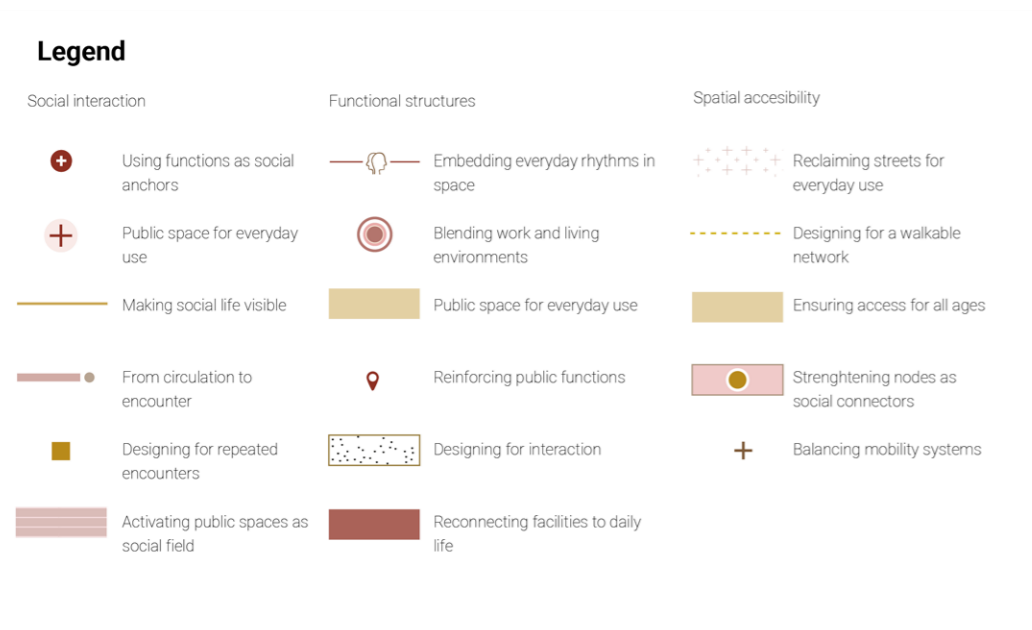 Legend
Social interaction
Using functions as social
anchors
Public space for everyday
use
Making social life visible
From circulation to
encounter
Designing for repeated
encounters
Activating public spaces as
social field
Functional structures
Embedding everyday rhythms in
space
Blending work and living
environments
Public space for everyday use
Reinforcing public functions
Designing for interaction
Reconnecting facilities to daily
life
Spatial accesibility
Reclaiming streets for
everyday use
Designing for a walkable
network
Ensuring access for all ages
Strenghtening nodes as
social connectors
Balancing mobility systems